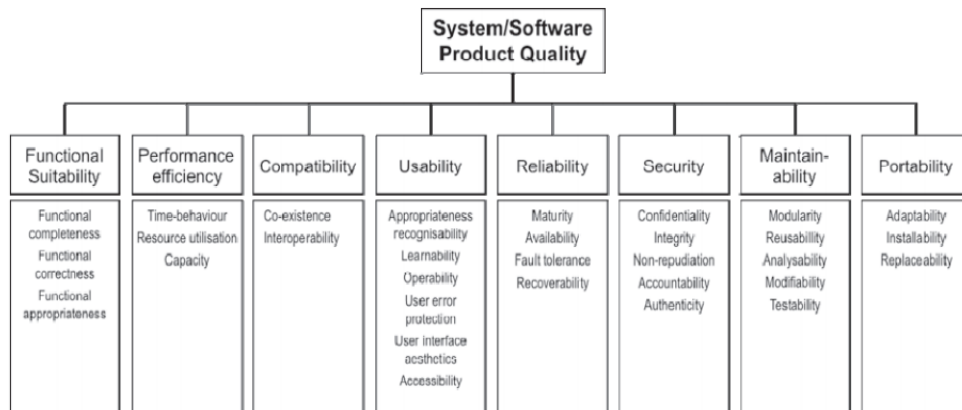 System/Software
Product Quality
Functional
Suitability
Performance
efficiency
Compatibility
Usability
Reliability
Security
Maintain-
ability
Portability
Functional
completeness
Functional
correctness
Functional
appropriateness
Time-behaviour
Resource utilisation
Capacity
Co-existence
Interoperability
Appropriateness
recognisability
Learnability
Operability
User error
protection
User interface
aesthetics
Accessibility
Maturity
Availability
Fault tolerance
Recoverability
Confidentiality
Integrity
Non-repudiation
Accountability
Authenticity
Modularity
Reusabillity
Analysability
Modifiability
Testability
Adaptability
Installability
Replaceability